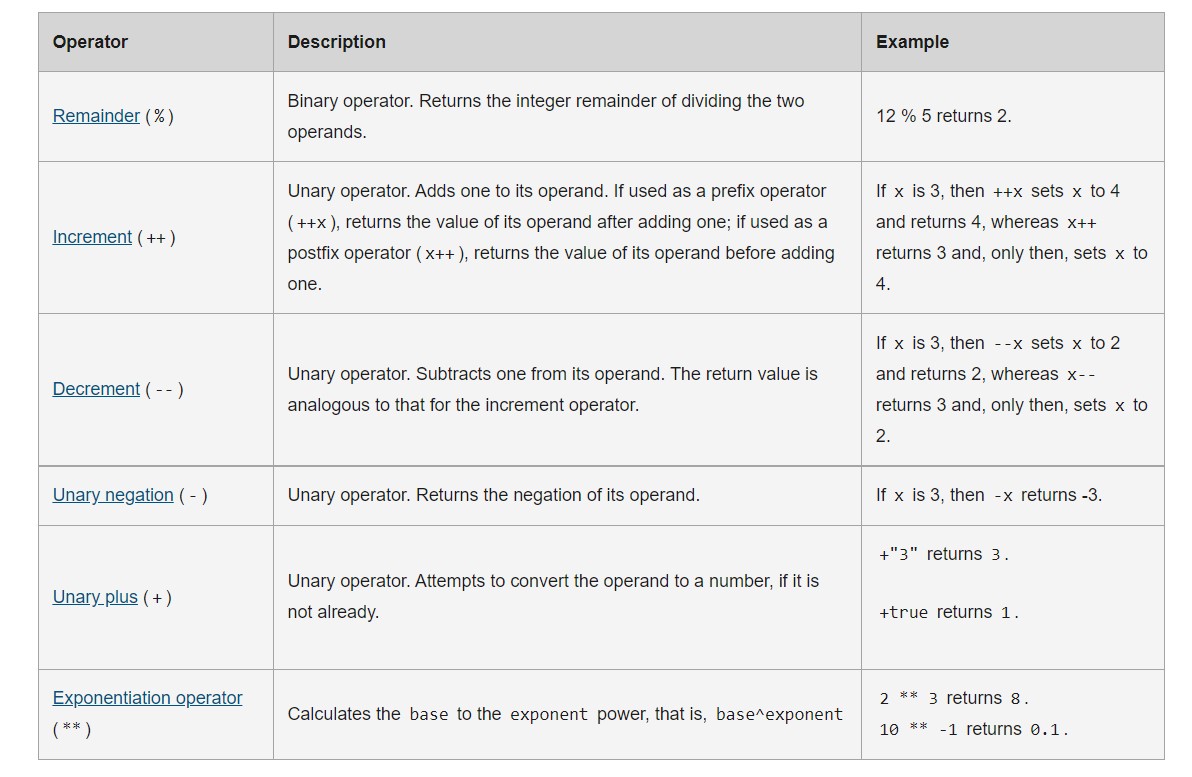 Operator Description Example
Remainder (%)
Binary operator. Returns the integer remainder of dividing the two
operands.
12 % 5 returns 2.
Increment (++)
Unary operator. Adds one to its operand. If used as a prefix operator
(++x), returns the value of its operand after adding one; if used as a
postfix operator (x++), returns the value of its operand before adding
one.
If x is 3, then ++x sets x to 4
and returns 4, whereas x++
returns 3 and, only then, sets x to
4.
Decrement (--)
Unary operator. Subtracts one from its operand. The return value is
analogous to that for the increment operator.
If x is 3, then --x sets x to 2
and returns 2, whereas x--
returns 3 and, only then, sets x to
2.
Unary negation (-)
Unary operator. Returns the negation of its operand.
If x is 3, then -x returns -3.
Unary plus (+)
Unary operator. Attempts to convert the operand to a number, if it is
not already.
+"3" returns 3.
+true returns 1.
Exponentiation operator
(**)
Calculates the base to the exponent power, that is, base^exponent
2 ** 3 returns 8.
10 ** -1 returns 0.1.